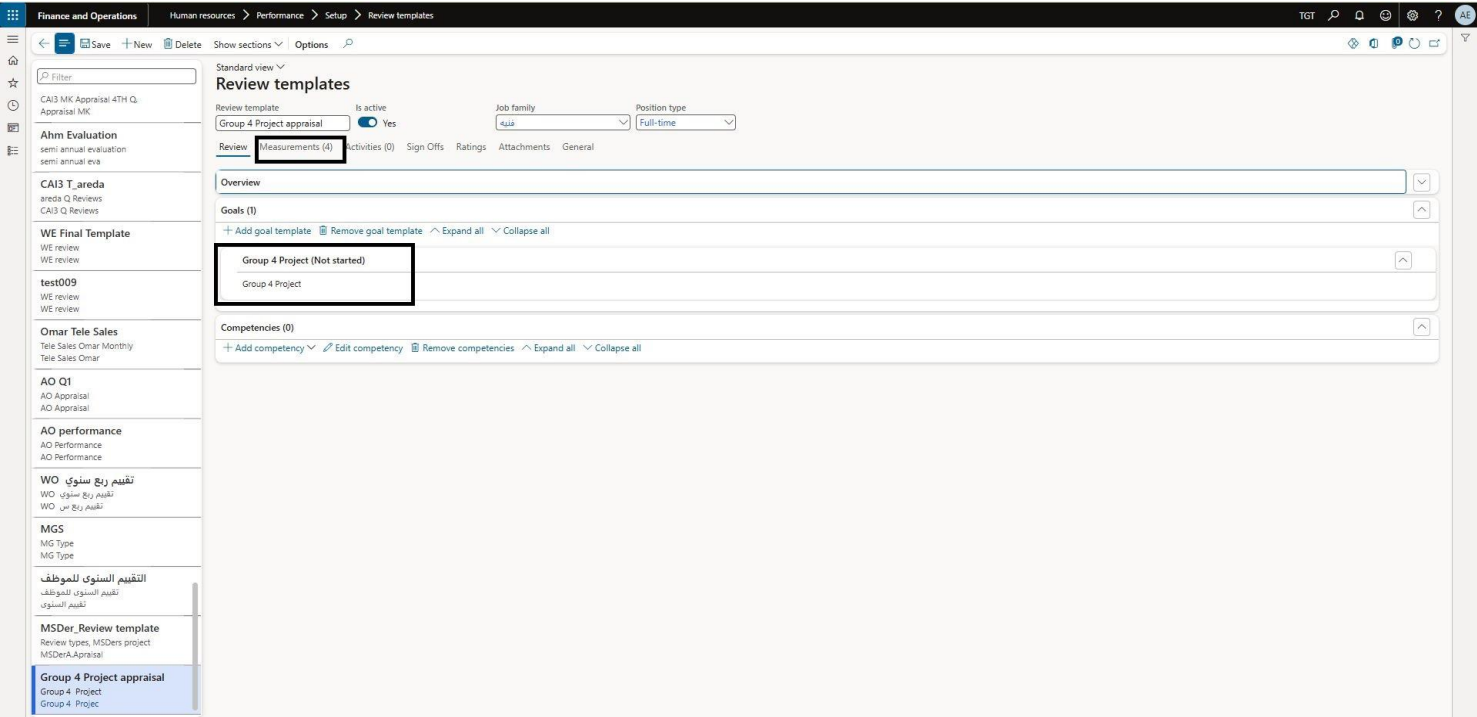 Finance and Operations
Human resources > Performance > Setup > Review templates
TGT
?
AE
Save
New
Delete
Show sections
Options
Filter
CAI3 MK Appraisal 4TH Q.
Appraisal MK
Ahm Evaluation
semi annual evaluation
semi annual eva
CAI3 T_areda
areda Q Reviews
CAI3 Q Reviews
WE Final Template
WE review
WE review
test009
WE review
WE review
Omar Tele Sales
Tele Sales Omar Monthly
Tele Sales Omar
AO Q1
AO Appraisal
AO Appraisal
AO performance
AO Performance
AO Performance
WO تقييم ربع سنوي
WO تقييم ربع سنوي
WO تقييم ربع س
MGS
MG Type
MG Type
التقييم السنوى للموظف
تقييم السنوى للموظف
تقييم السنوى
MSDer_Review template
Review types, MSDers project
MSDerA.Apraisal
Group 4 Project appraisal
Group 4 Project
Group 4 Projec
Standard view
Review templates
Review template
Is active
Job family
Position type
Group 4 Project appraisal
Yes
فنيه
Full-time
Review
Measurements (4)
Activities (0)
Sign Offs
Ratings
Attachments
General
Overview
Goals (1)
+ Add goal template
Remove goal template
Expand all
Collapse all
Group 4 Project (Not started)
Group 4 Project
Competencies (0)
+ Add competency
Edit competency
Remove competencies
Expand all
Collapse all